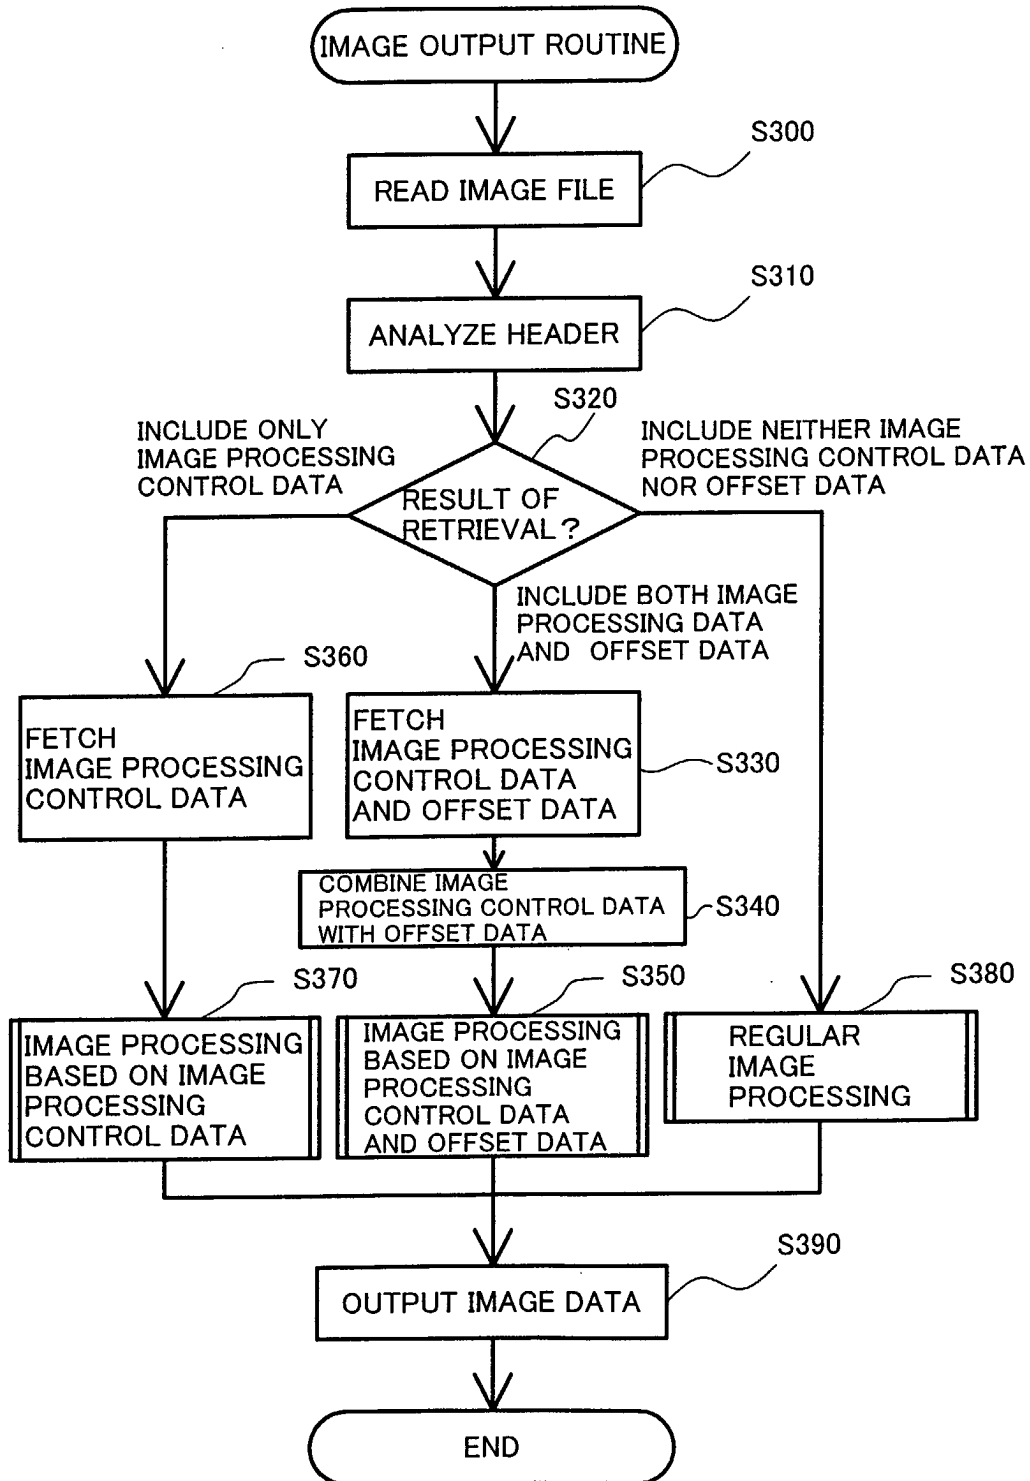 IMAGE OUTPUT ROUTINE
S300
READ IMAGE FILE
S310
ANALYZE HEADER
S320
INCLUDE ONLY
IMAGE PROCESSING
CONTROL DATA
INCLUDE NEITHER IMAGE
PROCESSING CONTROL DATA
NOR OFFSET DATA
RESULT OF
RETRIEVAL?
INCLUDE BOTH IMAGE
PROCESSING DATA
AND OFFSET DATA
S360
FETCH
IMAGE PROCESSING
CONTROL DATA
FETCH
IMAGE PROCESSING
CONTROL DATA
AND OFFSET DATA
S330
COMBINE IMAGE
PROCESSING CONTROL DATA
WITH OFFSET DATA
S340
S370
IMAGE PROCESSING
BASED ON IMAGE
PROCESSING
CONTROL DATA
S350
IMAGE PROCESSING
BASED ON IMAGE
PROCESSING
CONTROL DATA
AND OFFSET DATA
S380
REGULAR
IMAGE
PROCESSING
S390
OUTPUT IMAGE DATA
END